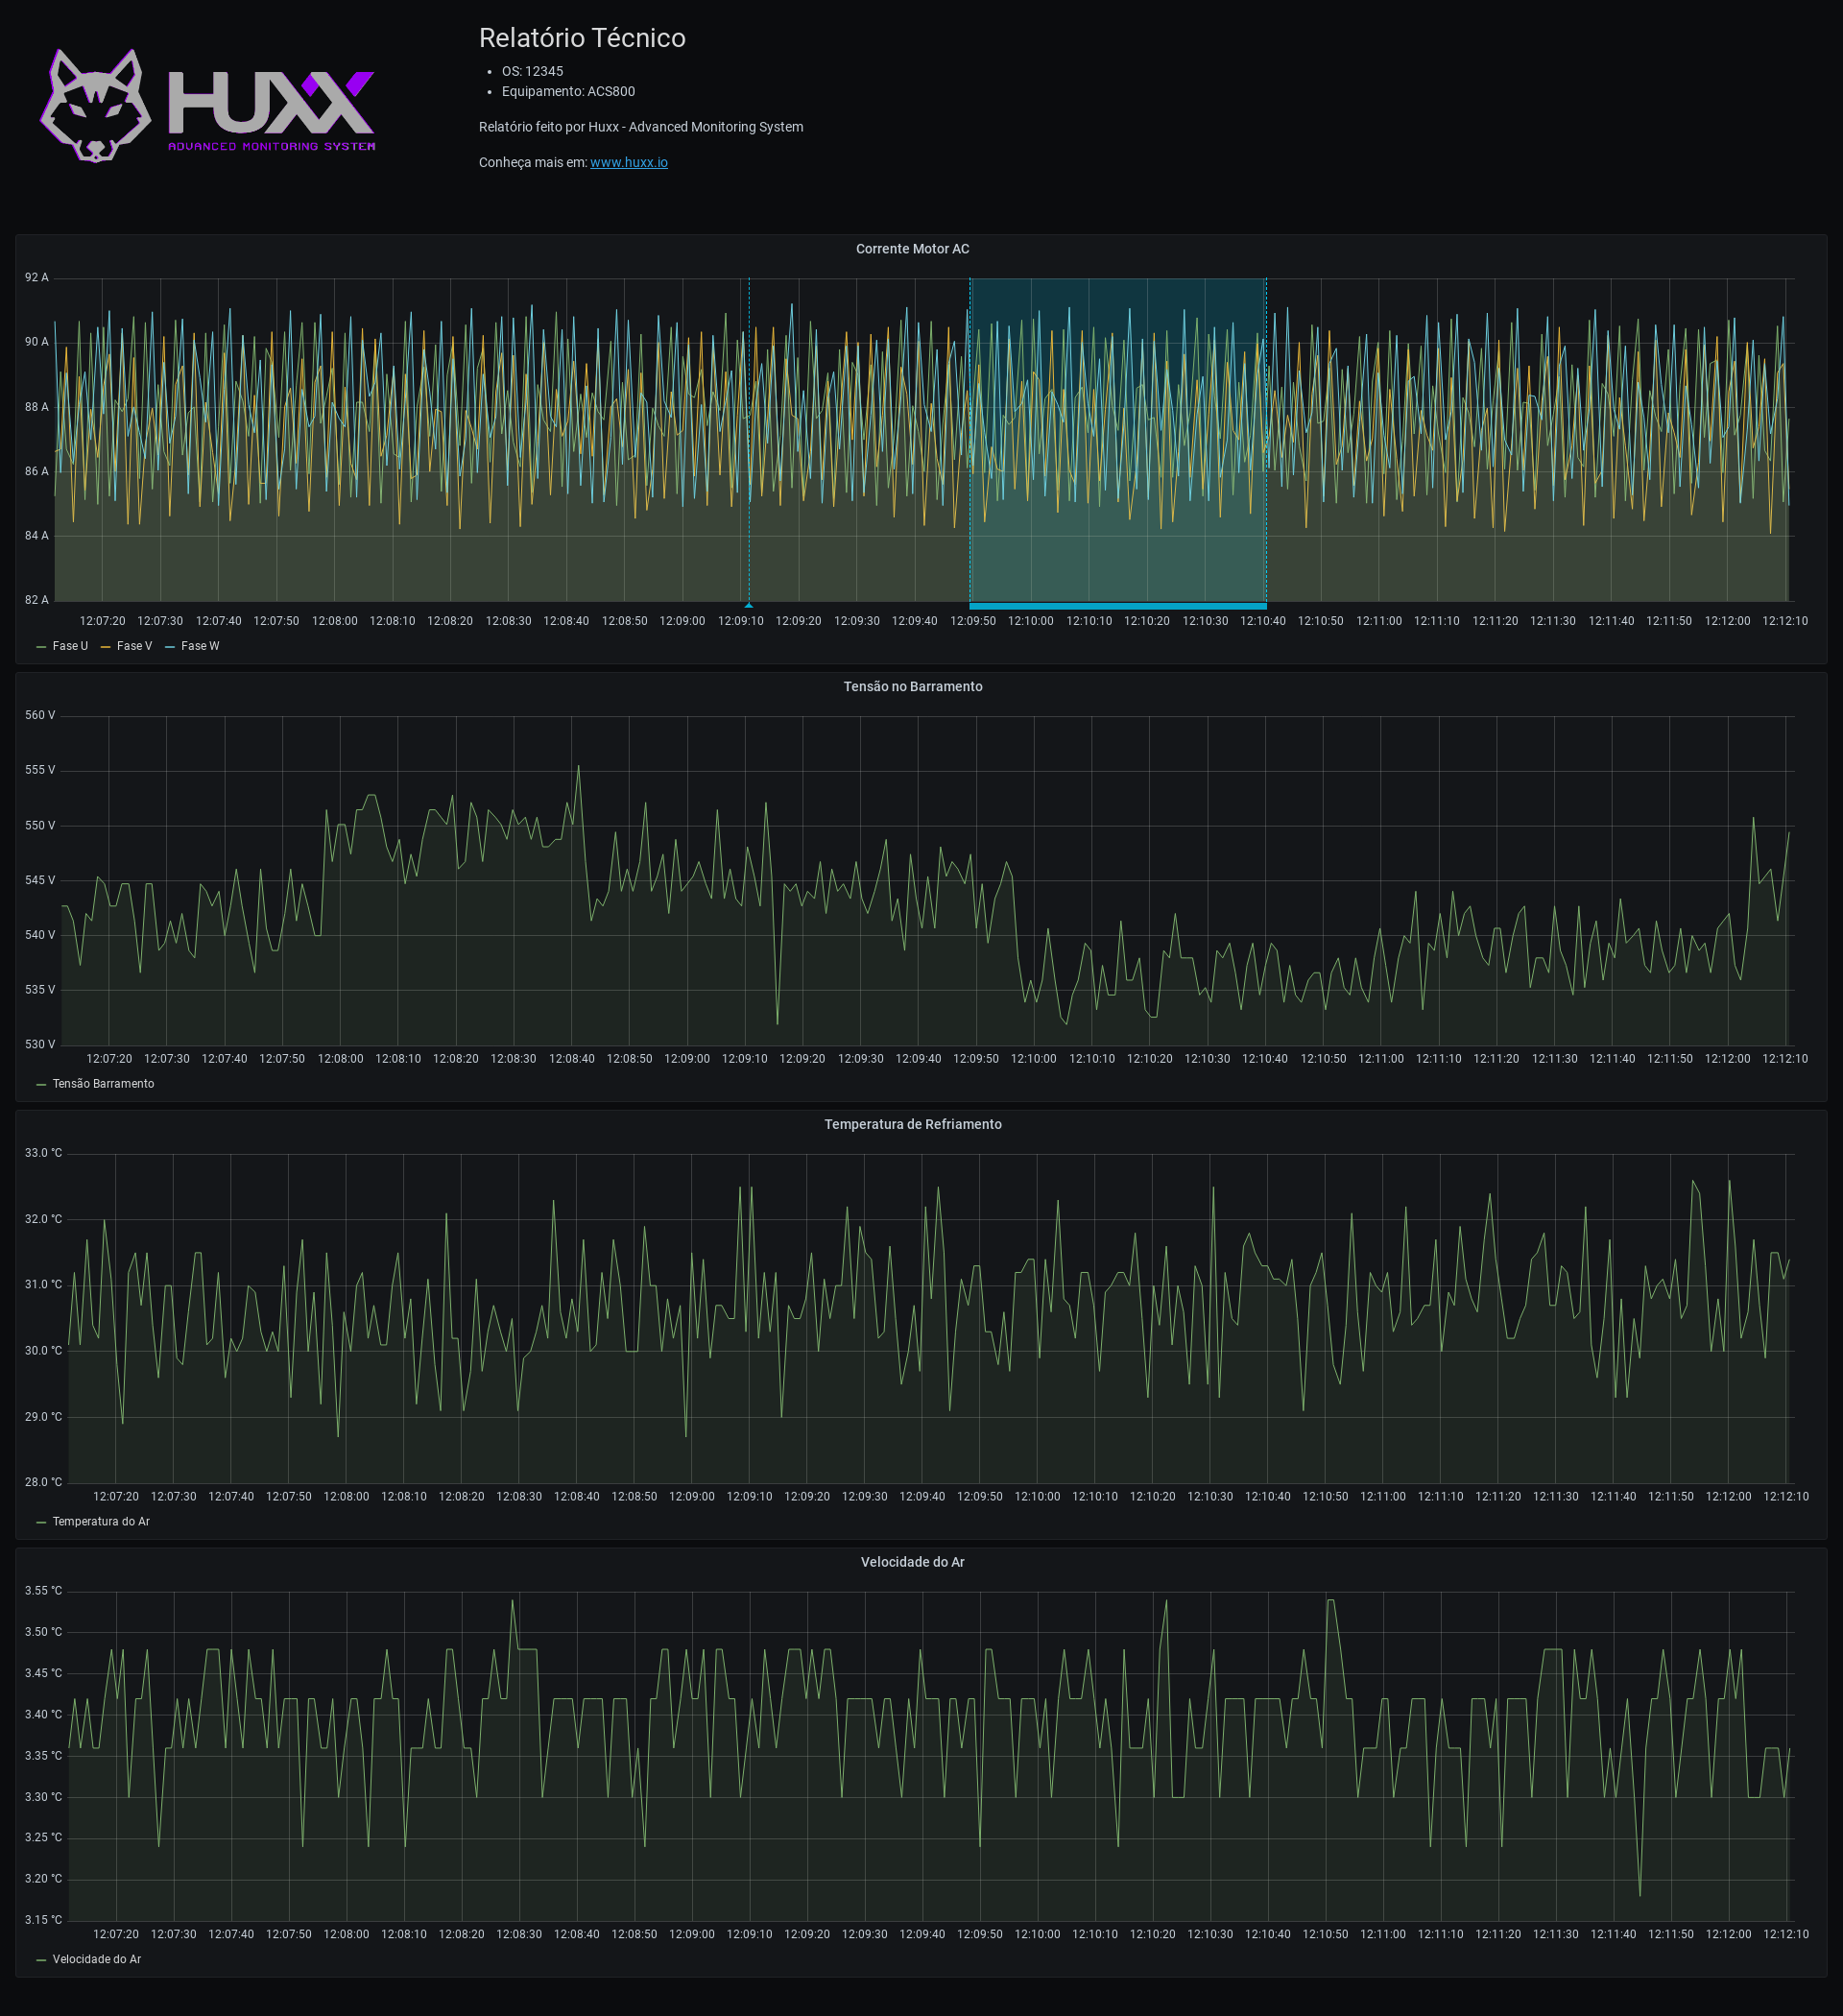 HUXX
ADVANCED MONITORING SYSTEM
Relatório Técnico
OS: 12345
Equipamento: ACS800
Relatório feito por Huxx - Advanced Monitoring System
Conheça mais em: www.huxx.io
Corrente Motor AC
92 A
90 A
88 A
86 A
84 A
82 A
12:07:20 12:07:30 12:07:40 12:07:50 12:08:00 12:08:10 12:08:20 12:08:30 12:08:40 12:08:50 12:09:00 12:09:10 12:09:20 12:09:30 12:09:40 12:09:50 12:10:00 12:10:10 12:10:20 12:10:30 12:10:40 12:10:50 12:11:00 12:11:10 12:11:20 12:11:30 12:11:40 12:11:50 12:12:00 12:12:10
Fase U Fase V Fase W
Tensão no Barramento
560 V
555 V
550 V
545 V
540 V
535 V
530 V
12:07:20 12:07:30 12:07:40 12:07:50 12:08:00 12:08:10 12:08:20 12:08:30 12:08:40 12:08:50 12:09:00 12:09:10 12:09:20 12:09:30 12:09:40 12:09:50 12:10:00 12:10:10 12:10:20 12:10:30 12:10:40 12:10:50 12:11:00 12:11:10 12:11:20 12:11:30 12:11:40 12:11:50 12:12:00 12:12:10
Tensão Barramento
Temperatura de Refriamento
33.0 °C
32.0 °C
31.0 °C
30.0 °C
29.0 °C
28.0 °C
12:07:20 12:07:30 12:07:40 12:07:50 12:08:00 12:08:10 12:08:20 12:08:30 12:08:40 12:08:50 12:09:00 12:09:10 12:09:20 12:09:30 12:09:40 12:09:50 12:10:00 12:10:10 12:10:20 12:10:30 12:10:40 12:10:50 12:11:00 12:11:10 12:11:20 12:11:30 12:11:40 12:11:50 12:12:00 12:12:10
Temperatura do Ar
Velocidade do Ar
3.55 °C
3.50 °C
3.45 °C
3.40 °C
3.35 °C
3.30 °C
3.25 °C
3.20 °C
3.15 °C
12:07:20 12:07:30 12:07:40 12:07:50 12:08:00 12:08:10 12:08:20 12:08:30 12:08:40 12:08:50 12:09:00 12:09:10 12:09:20 12:09:30 12:09:40 12:09:50 12:10:00 12:10:10 12:10:20 12:10:30 12:10:40 12:10:50 12:11:00 12:11:10 12:11:20 12:11:30 12:11:40 12:11:50 12:12:00 12:12:10
Velocidade do Ar